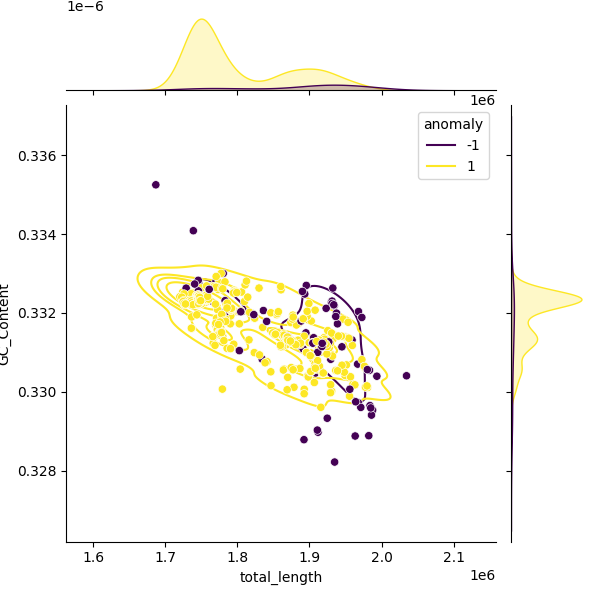 1e−6
1e6
anomaly
-1
1
0.336
0.334
0.332
0.330
0.328
GC_content
1.6
1.7
1.8
1.9
2.0
2.1
total_length
1e6